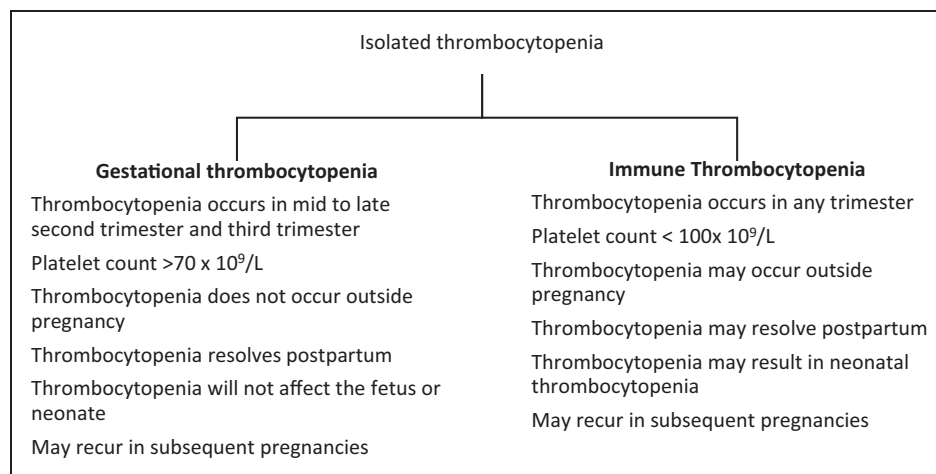 Isolated thrombocytopenia
Gestational thrombocytopenia
Thrombocytopenia occurs in mid to late
second trimester and third trimester
Platelet count >70 x 10⁹/L
Thrombocytopenia does not occur outside
pregnancy
Thrombocytopenia resolves postpartum
Thrombocytopenia will not affect the fetus or
neonate
May recur in subsequent pregnancies
Immune Thrombocytopenia
Thrombocytopenia occurs in any trimester
Platelet count < 100x 10⁹/L
Thrombocytopenia may occur outside
pregnancy
Thrombocytopenia may resolve postpartum
Thrombocytopenia may result in neonatal
thrombocytopenia
May recur in subsequent pregnancies